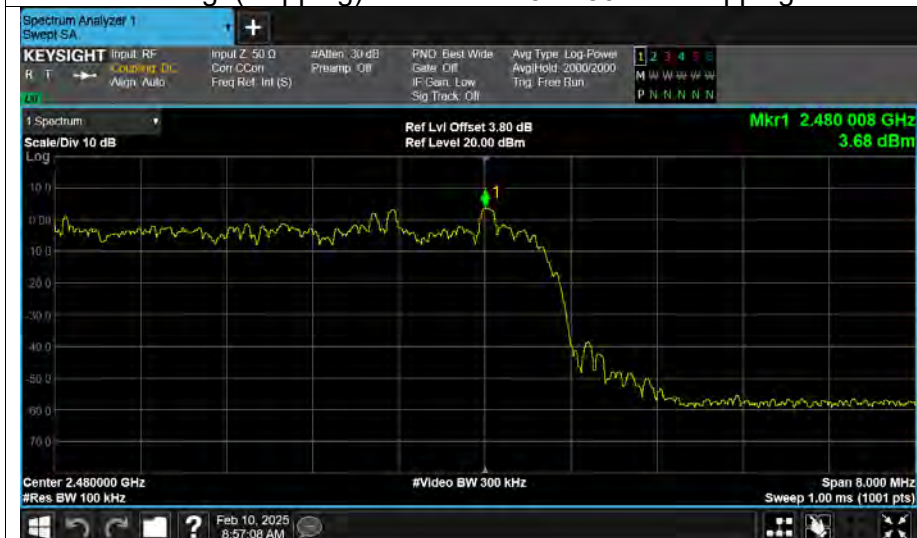 Spectrum Analyzer 1
Swept SA
+
KEYSIGHT Input: RF Input Z: 50 Ω #Atten: 30 dB PNO: Best Wide Avg Type: Log-Power 1 2 3 4 5 6
R T Coupling: DC Corr CCorr Preamp: Off Gate: Off Avg|Hold: 2000/2000 M W W W W W
Align: Auto Freq Ref: Int (S) IF Gain: Low Trig: Free Run
Sig Track: Off P N N N N N
1 Spectrum
Ref Lvl Offset 3.80 dB Mkr1 2.480 008 GHz
Scale/Div 10 dB Ref Level 20.00 dBm 3.68 dBm
Log
10.0
1
0.00
-10.0
-20.0
-30.0
-40.0
-50.0
-60.0
-70.0
Center 2.480000 GHz #Video BW 300 kHz Span 8.000 MHz
#Res BW 100 kHz Sweep 1.00 ms (1001 pts)
? Feb 10, 2025
8:57:08 AM